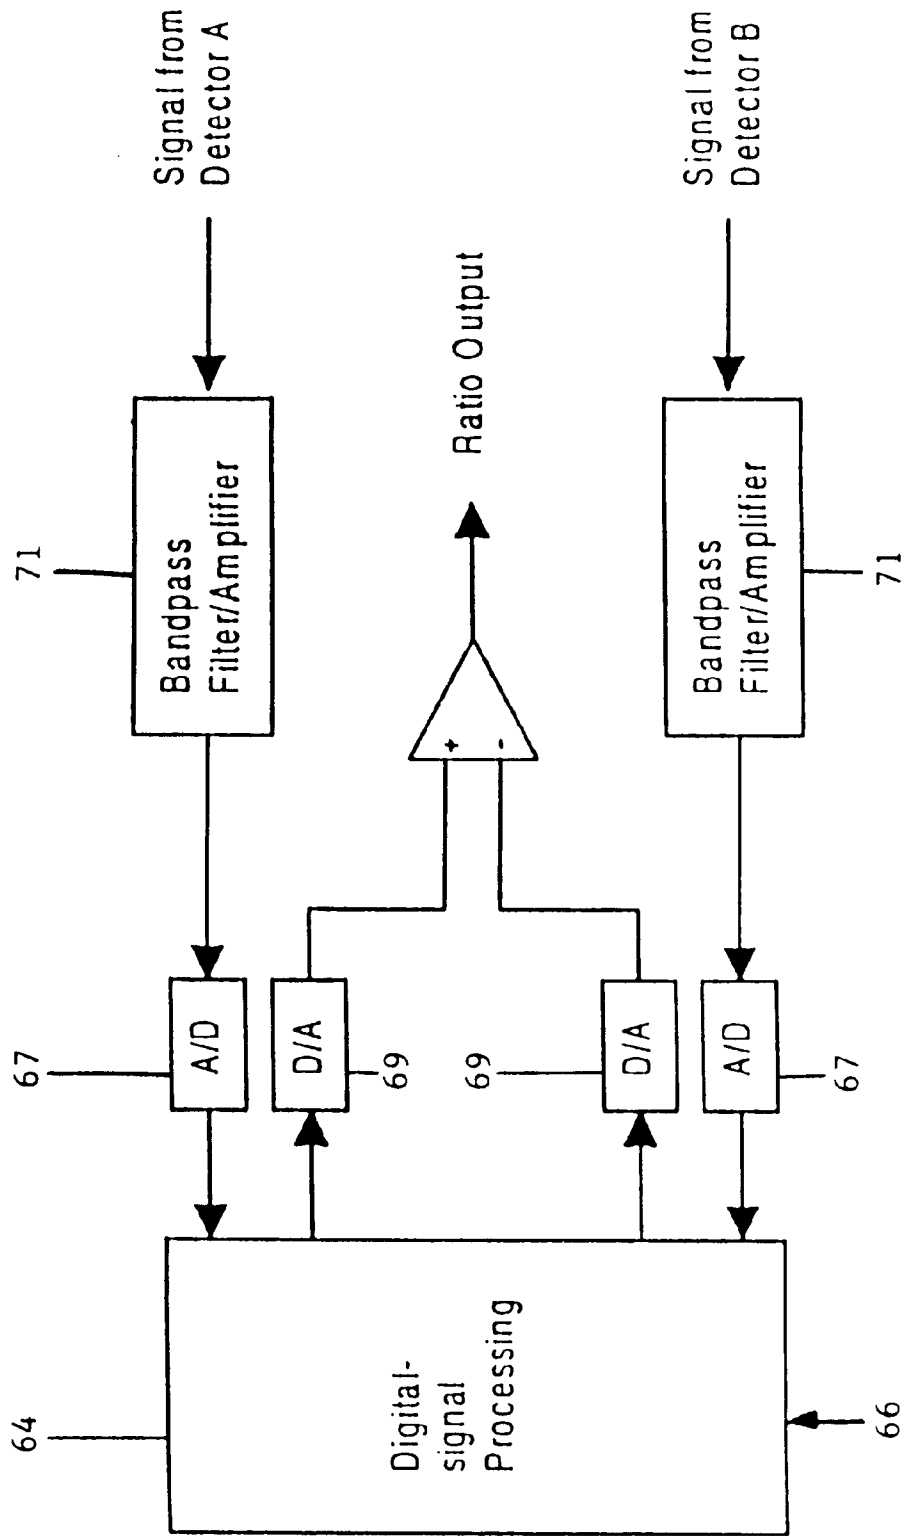 64
67
71
Signal from
Detector A
A/D
Bandpass
Filter/Amplifier
D/A
69
Digital-
signal
Processing
+
-
Ratio Output
69
D/A
Signal from
Detector B
A/D
Bandpass
Filter/Amplifier
66
67
71